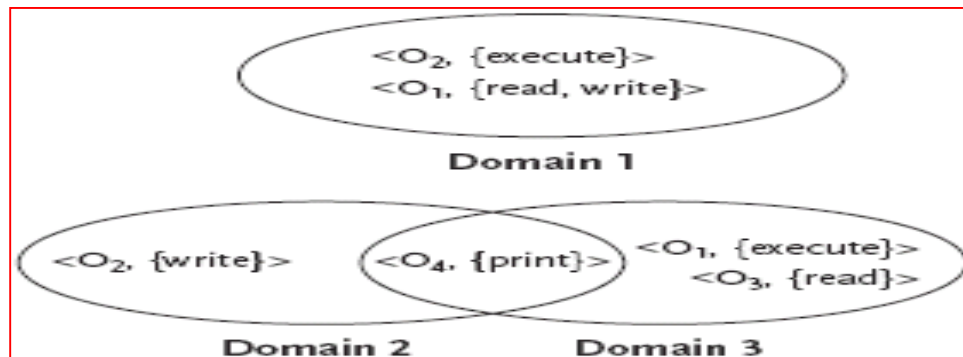 <O₂, {execute}>
<O₁, {read, write}>
Domain 1
<O₂, {write}> <O₄, {print}> <O₁, {execute}>
<O₃, {read}>
Domain 2 Domain 3